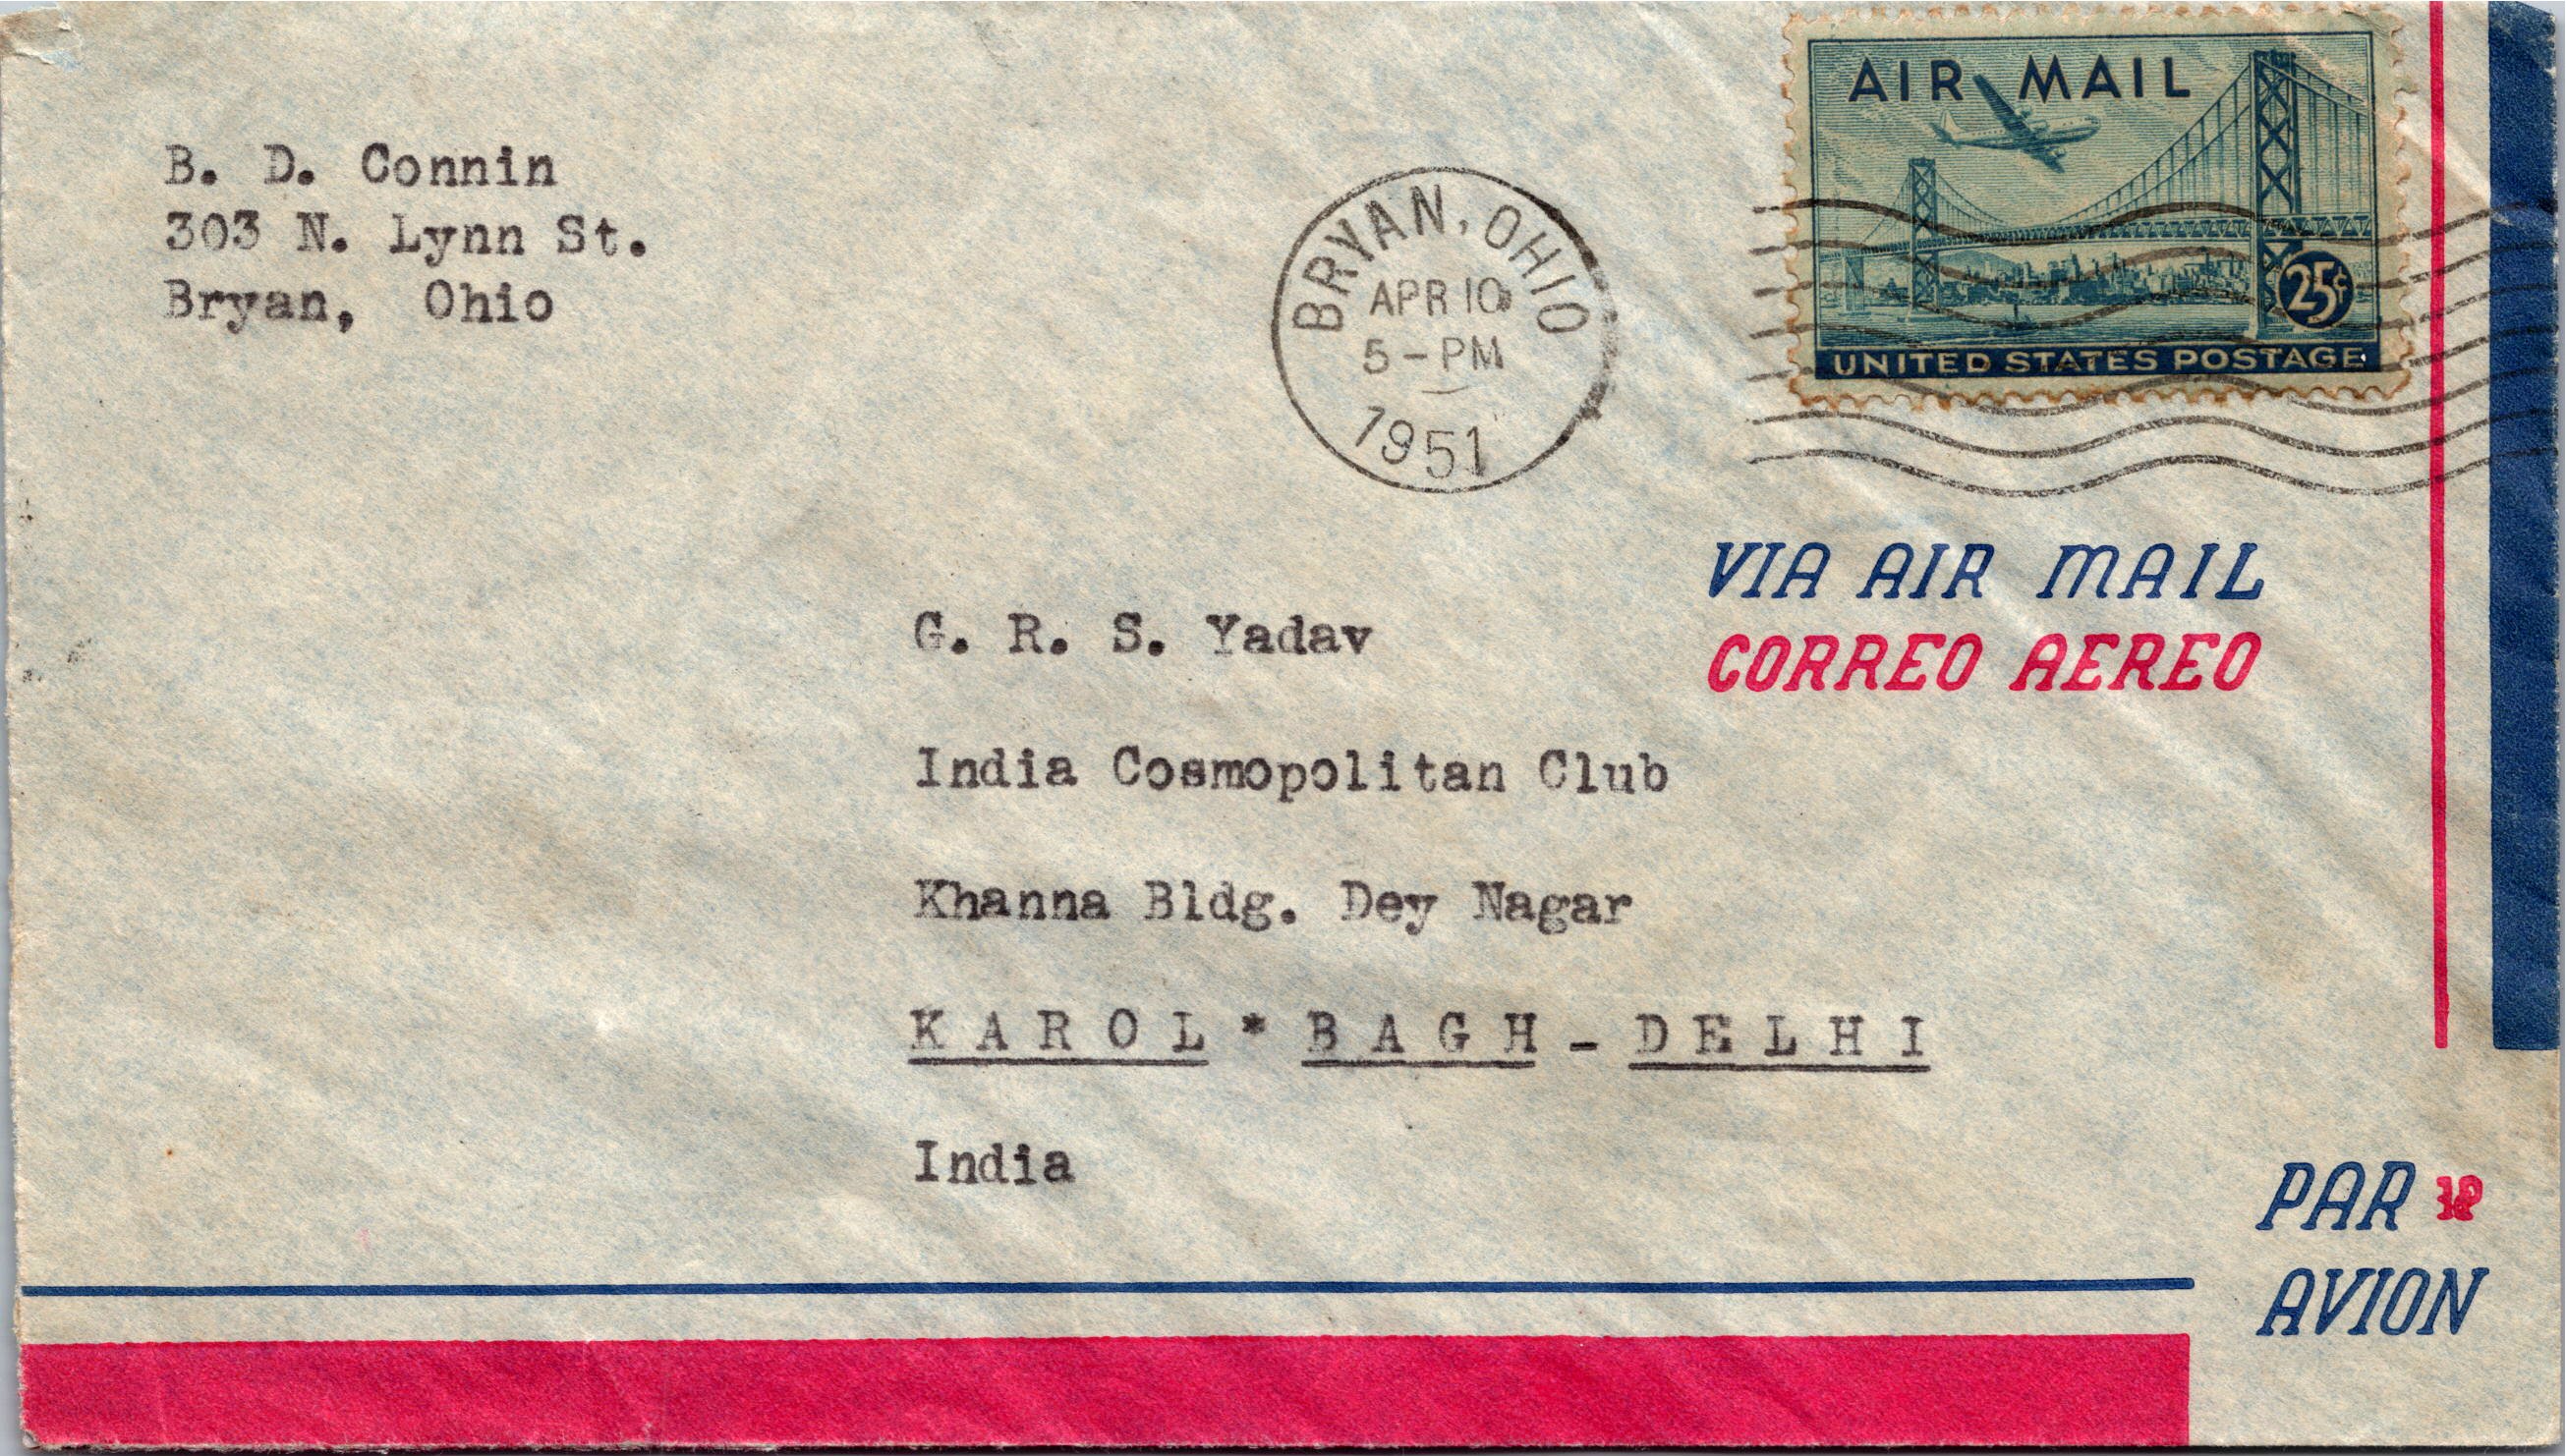 B. D. Connin
303 N. Lynn St.
Bryan, Ohio
BRYAN, OHIO
APR 10
5-PM
1951
AIR MAIL
25¢
UNITED STATES POSTAGE
VIA AIR MAIL
CORREO AEREO
G. R. S. Yadav
India Cosmopolitan Club
Khanna Bldg. Dey Nagar
KAROL*BAGH-DELHI
India
PAR
AVION